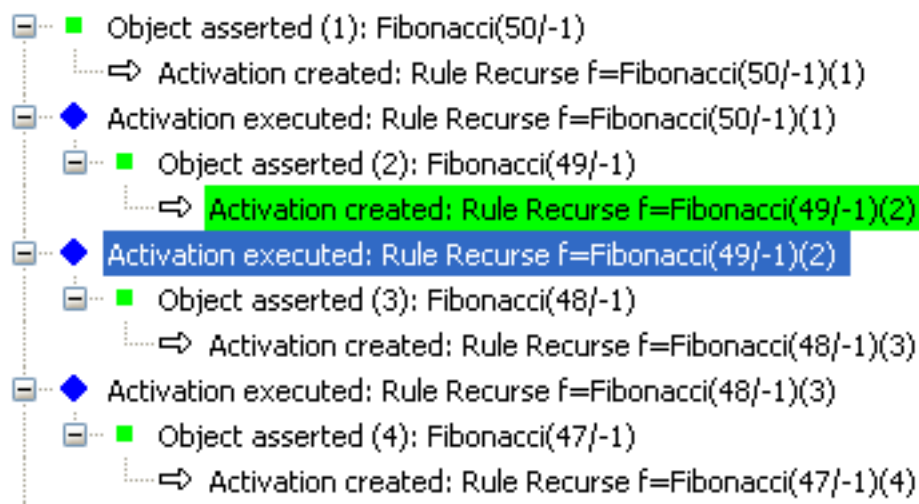 Object asserted (1): Fibonacci(50/-1)
Activation created: Rule Recurse f=Fibonacci(50/-1)(1)
Activation executed: Rule Recurse f=Fibonacci(50/-1)(1)
Object asserted (2): Fibonacci(49/-1)
Activation created: Rule Recurse f=Fibonacci(49/-1)(2)
Activation executed: Rule Recurse f=Fibonacci(49/-1)(2)
Object asserted (3): Fibonacci(48/-1)
Activation created: Rule Recurse f=Fibonacci(48/-1)(3)
Activation executed: Rule Recurse f=Fibonacci(48/-1)(3)
Object asserted (4): Fibonacci(47/-1)
Activation created: Rule Recurse f=Fibonacci(47/-1)(4)